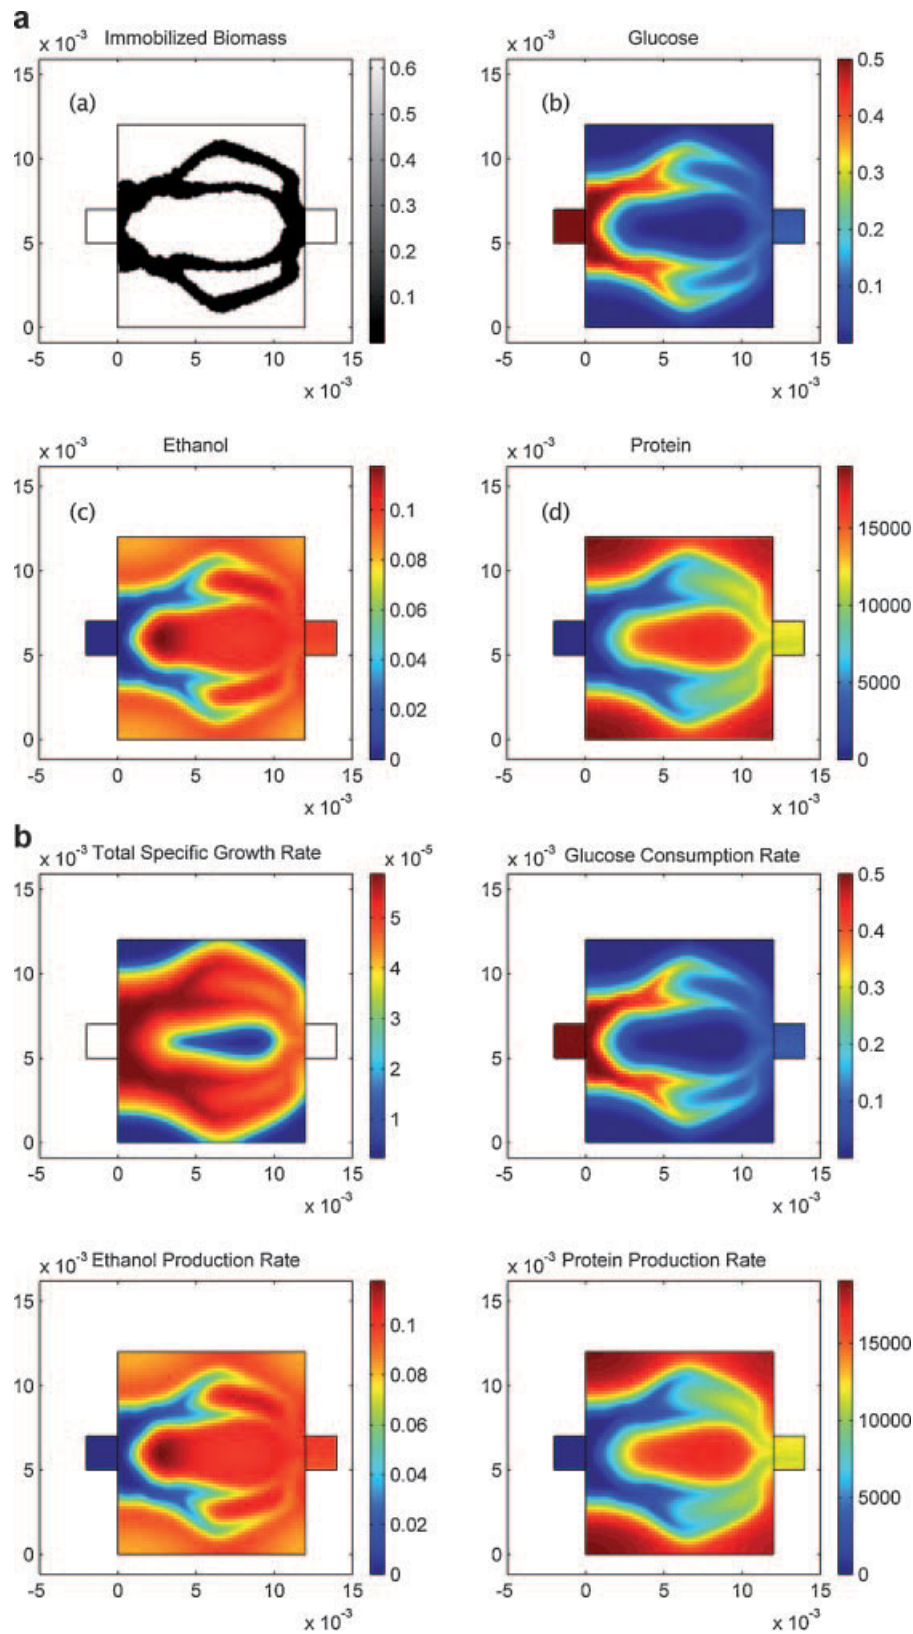 a
x 10-3 Immobilized Biomass
(a)
15
10
5
0
-5 0 5 10 15
x 10-3
0.6
0.5
0.4
0.3
0.2
0.1
x 10-3 Glucose
(b)
15
10
5
0
-5 0 5 10 15
x 10-3
0.5
0.4
0.3
0.2
0.1
x 10-3 Ethanol
(c)
15
10
5
0
-5 0 5 10 15
x 10-3
0.1
0.08
0.06
0.04
0.02
0
x 10-3 Protein
(d)
15
10
5
0
-5 0 5 10 15
x 10-3
15000
10000
5000
0
b
x 10-3 Total Specific Growth Rate x 10-5
15
10
5
0
-5 0 5 10 15
x 10-3
5
4
3
2
1
x 10-3 Glucose Consumption Rate
15
10
5
0
-5 0 5 10 15
x 10-3
0.5
0.4
0.3
0.2
0.1
x 10-3 Ethanol Production Rate
15
10
5
0
-5 0 5 10 15
x 10-3
0.1
0.08
0.06
0.04
0.02
0
x 10-3 Protein Production Rate
15
10
5
0
-5 0 5 10 15
x 10-3
15000
10000
5000
0